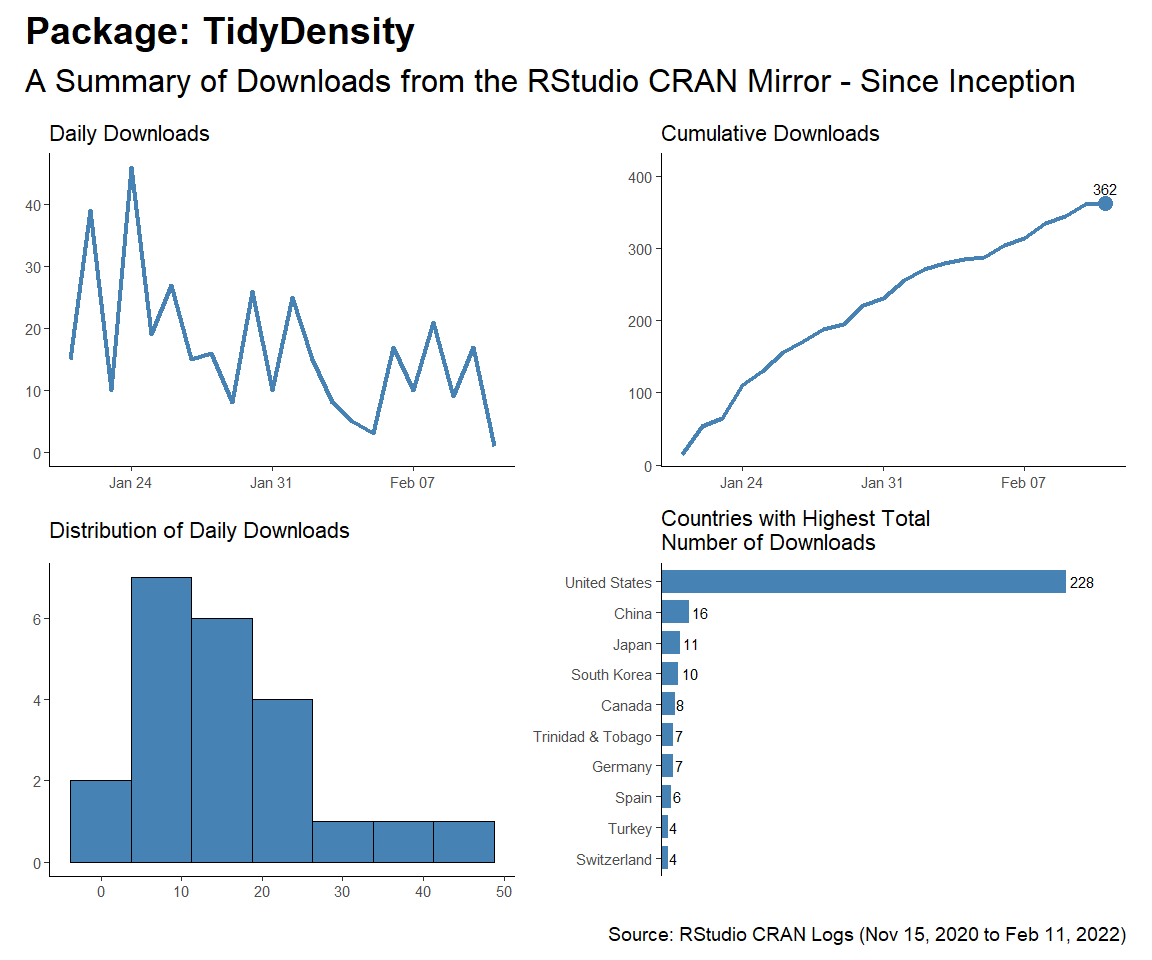 Package: TidyDensity
A Summary of Downloads from the RStudio CRAN Mirror - Since Inception
Daily Downloads
40
30
20
10
0
Jan 24 Jan 31 Feb 07
Cumulative Downloads
400
300
200
100
0
362
Jan 24 Jan 31 Feb 07
Distribution of Daily Downloads
6
4
2
0
0 10 20 30 40 50
Countries with Highest Total
Number of Downloads
United States 228
China 16
Japan 11
South Korea 10
Canada 8
Trinidad & Tobago 7
Germany 7
Spain 6
Turkey 4
Switzerland 4
Source: RStudio CRAN Logs (Nov 15, 2020 to Feb 11, 2022)